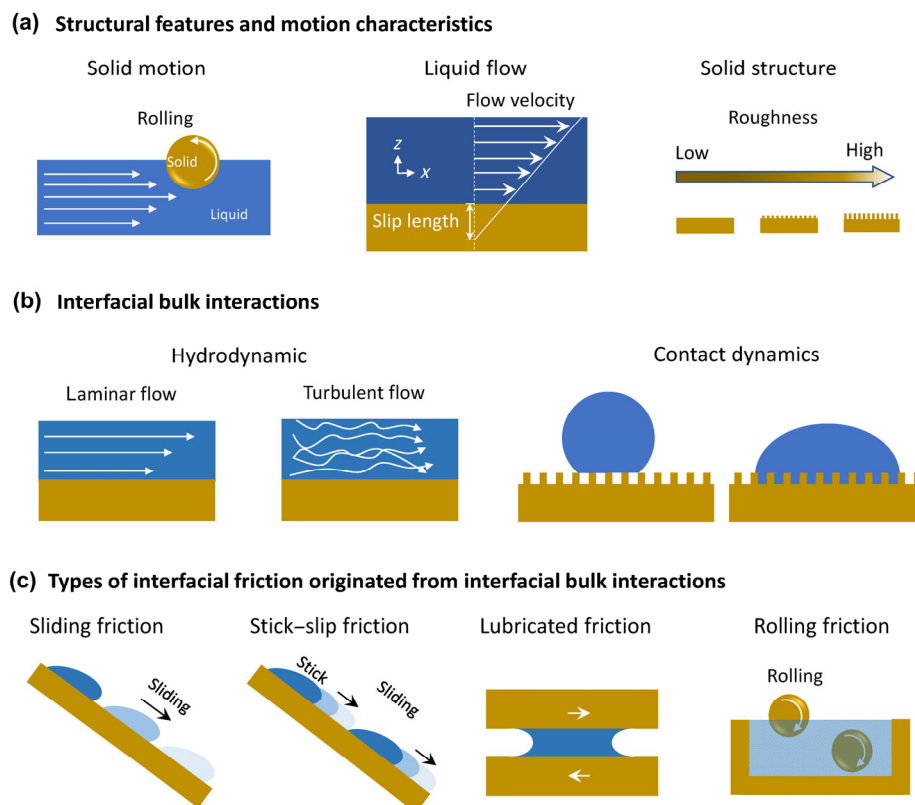 (a) Structural features and motion characteristics
Solid motion
Liquid flow
Solid structure
Rolling
Solid
Liquid
Flow velocity
z
x
Slip length
Roughness
Low
High
(b) Interfacial bulk interactions
Hydrodynamic
Contact dynamics
Laminar flow
Turbulent flow
(c) Types of interfacial friction originated from interfacial bulk interactions
Sliding friction
Stick–slip friction
Lubricated friction
Rolling friction
Sliding
Stick
Sliding
Rolling